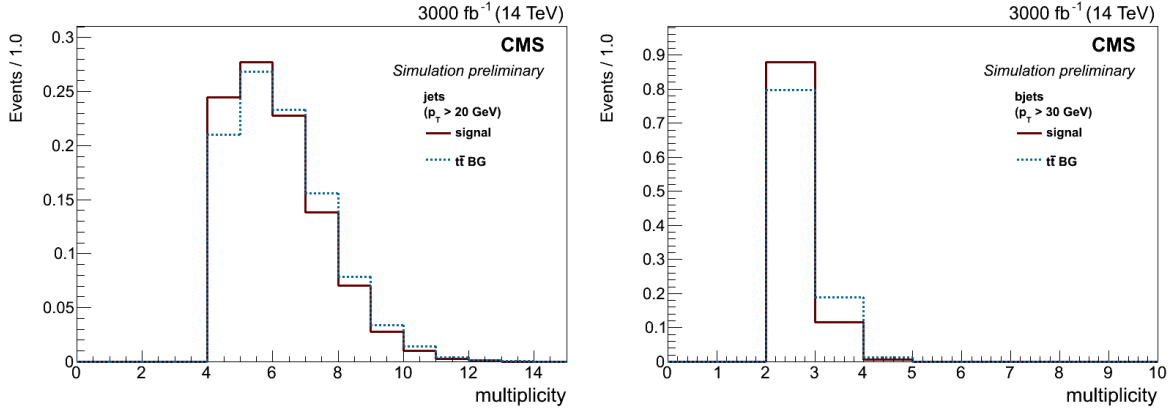 3000 fb-1 (14 TeV)
Events / 1.0
0.3
0.25
0.2
0.15
0.1
0.05
0
CMS
Simulation preliminary
jets
(pT > 20 GeV)
signal
tt̄ BG
0 2 4 6 8 10 12 14
multiplicity
3000 fb-1 (14 TeV)
Events / 1.0
0.9
0.8
0.7
0.6
0.5
0.4
0.3
0.2
0.1
0
CMS
Simulation preliminary
bjets
(pT > 30 GeV)
signal
tt̄ BG
0 1 2 3 4 5 6 7 8 9 10
multiplicity